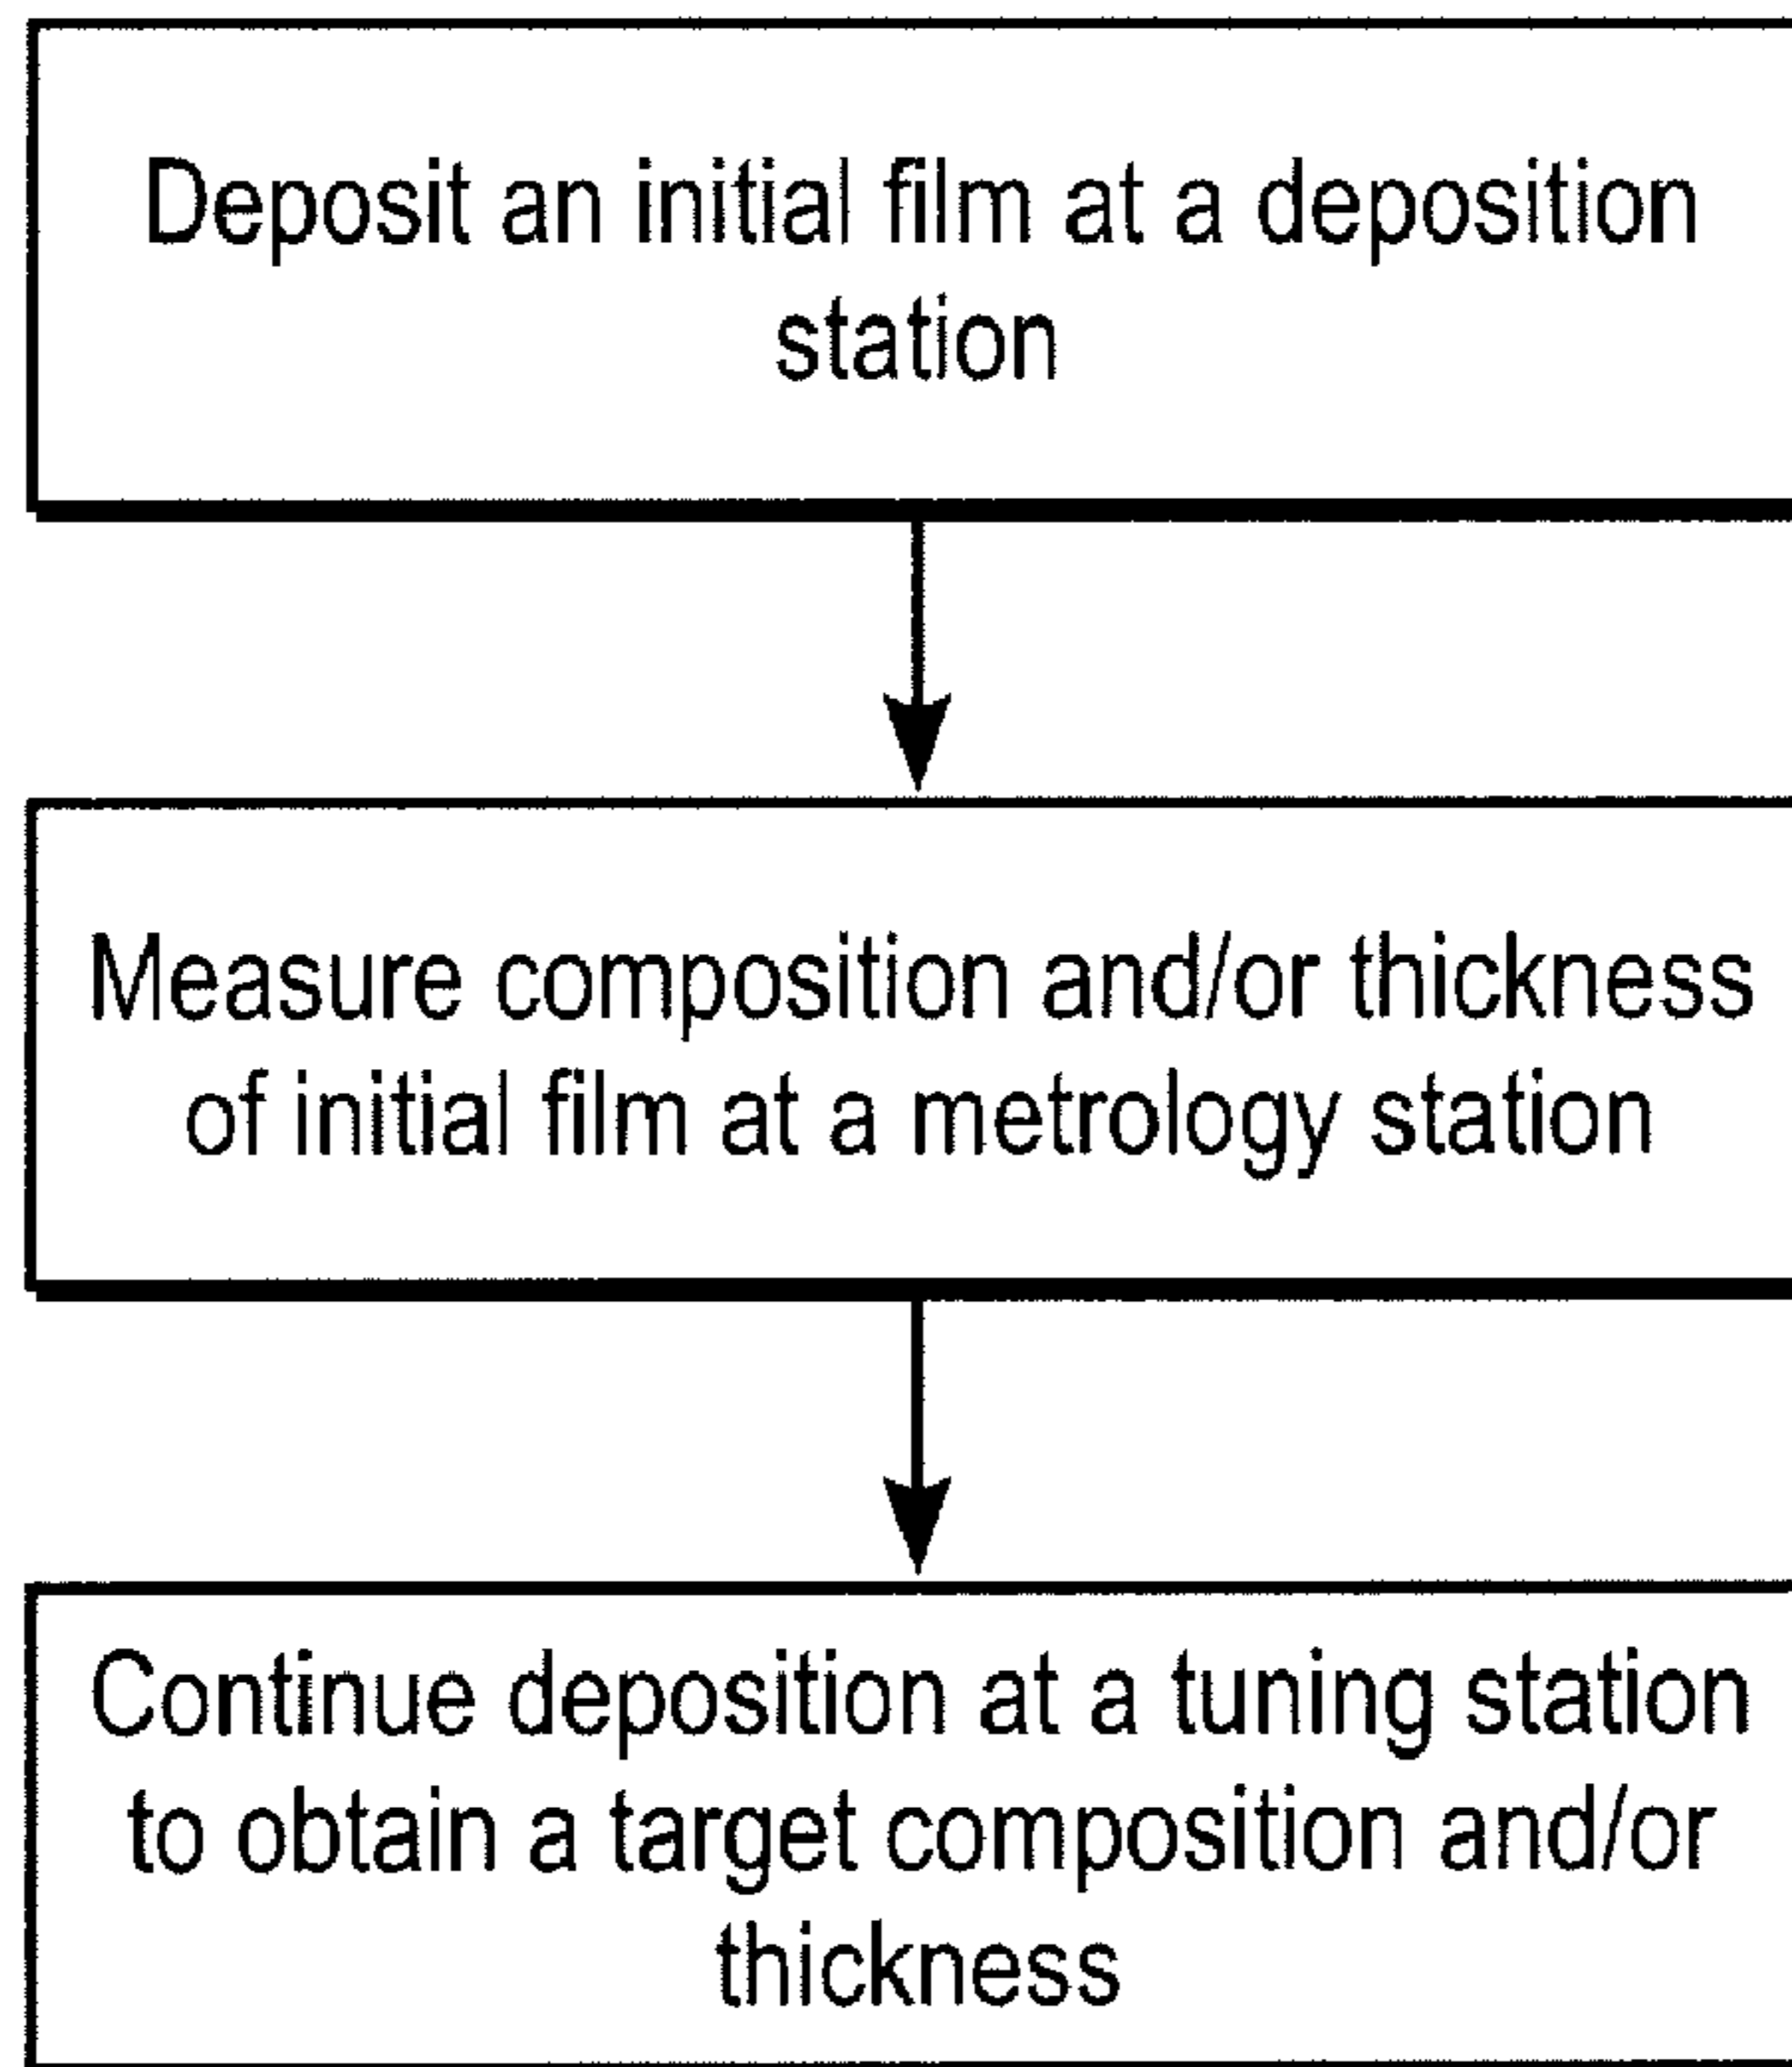 Deposit an initial film at a deposition
station
Measure composition and/or thickness
of initial film at a metrology station
Continue deposition at a tuning station
to obtain a target composition and/or
thickness